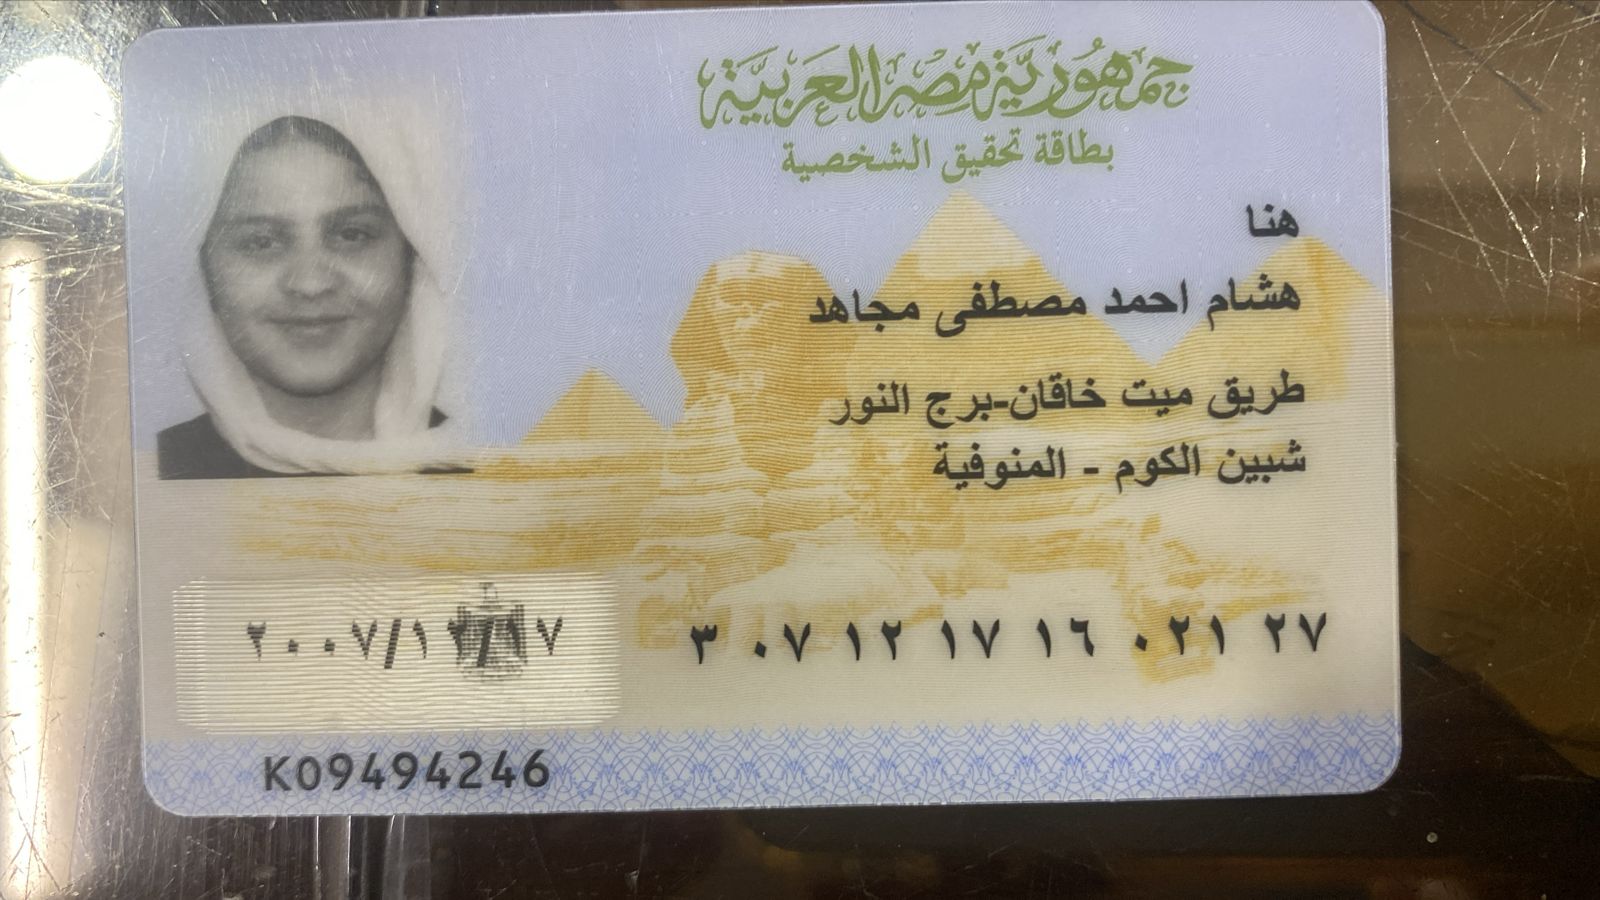 جمهورية مصر العربية
بطاقة تحقيق الشخصية
هنا
هشام احمد مصطفى مجاهد
طريق ميت خاقان-برج النور
شبين الكوم - المنوفية
٣ ٠٧ ١٢ ١٧ ١٦ ٠٢١ ٢٧
٢٠٠٧/١٢/١٧
K09494246